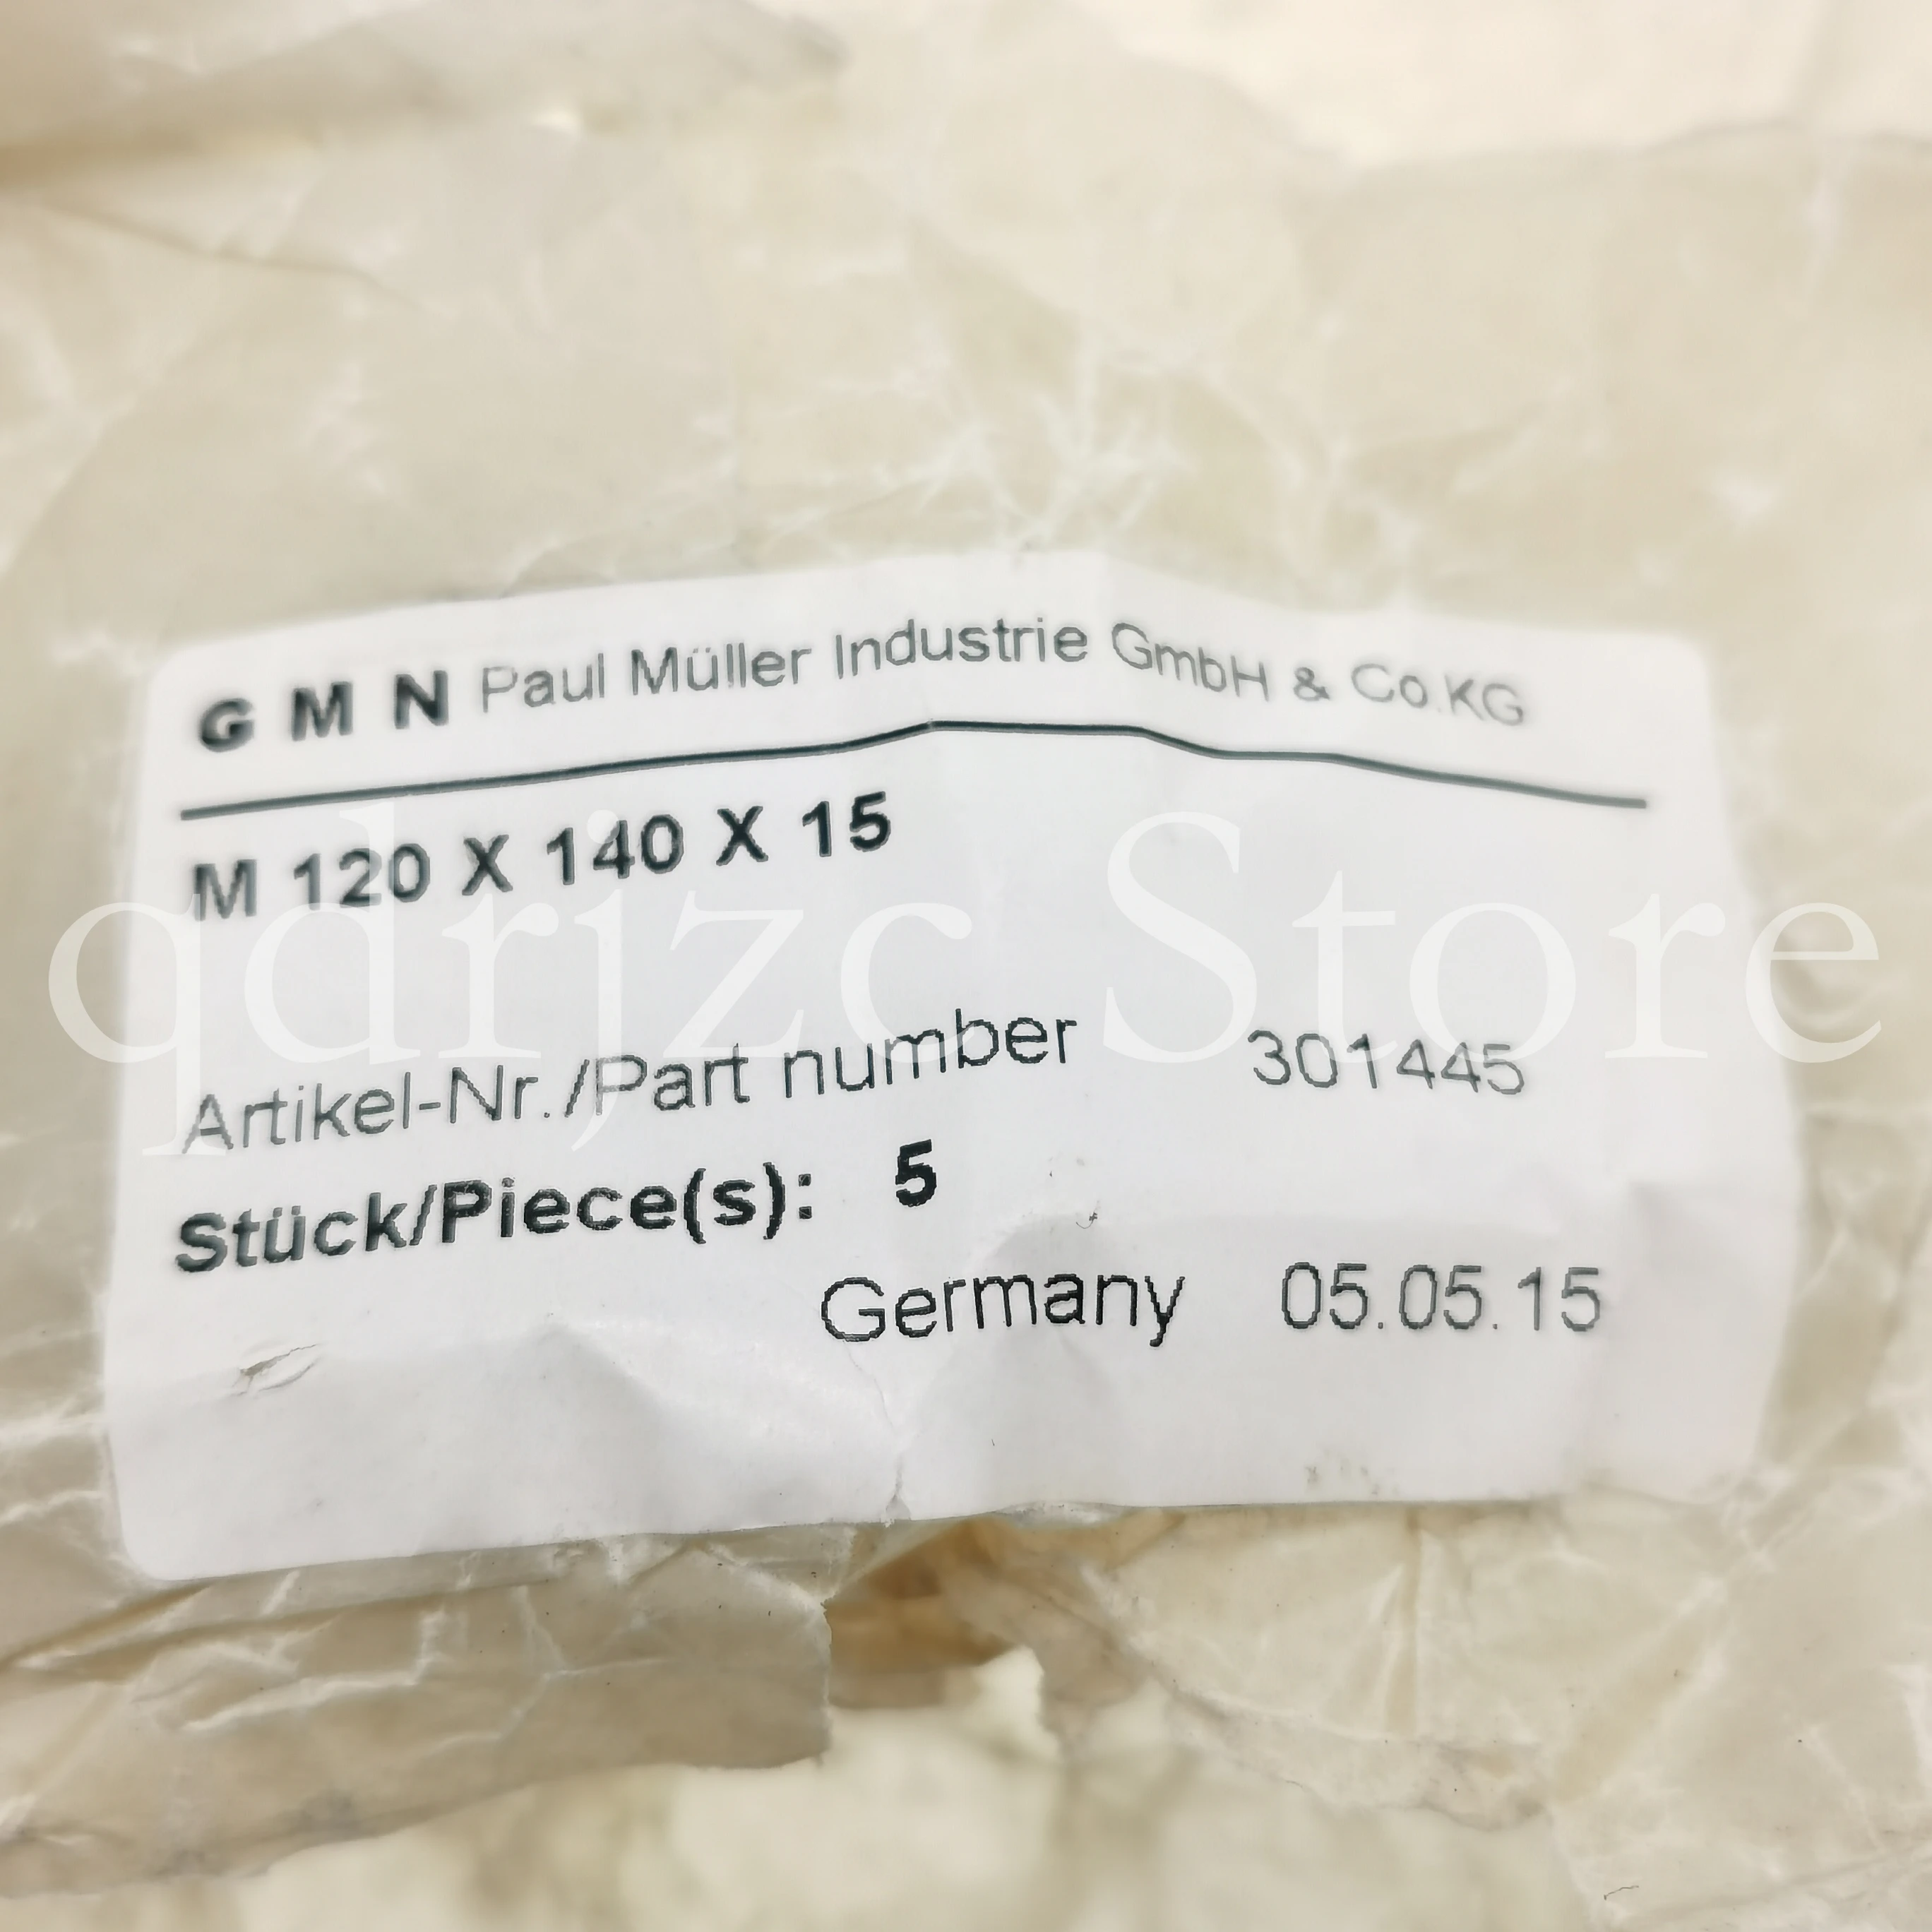 G M N Paul Müller Industrie GmbH & Co.KG
M 120 X 140 X 15
qdrjzc Store
Artikel-Nr./Part number 301445
Stück/Piece(s): 5
Germany 05.05.15